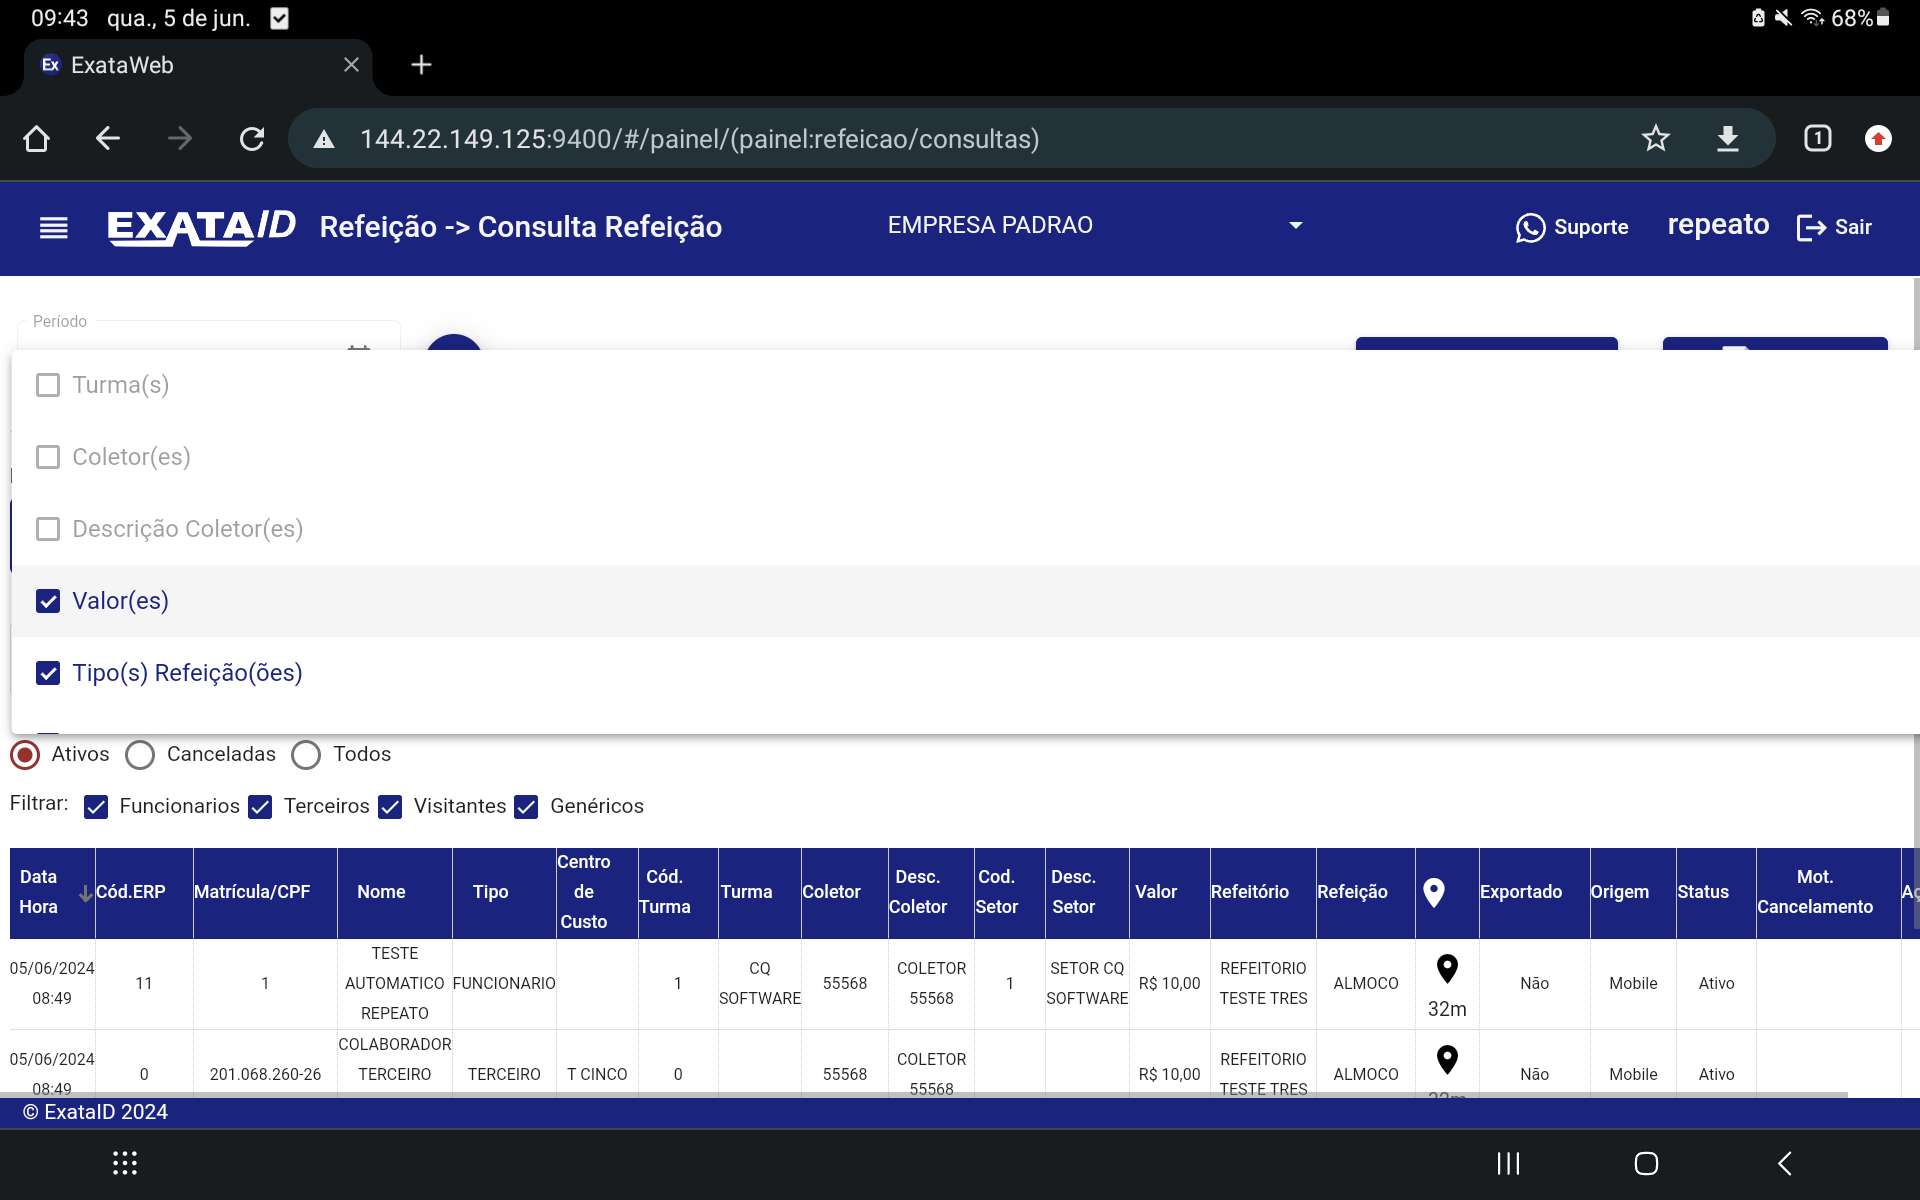 09:43 qua., 5 de jun. 68%
Ex ExataWeb
144.22.149.125:9400/#/painel/(painel:refeicao/consultas) 1
EXATA/ID Refeição -> Consulta Refeição EMPRESA PADRAO Suporte repeato Sair
Período
Turma(s)
Coletor(es)
Descrição Coletor(es)
Valor(es)
Tipo(s) Refeição(ões)
Ativos Canceladas Todos
Filtrar: Funcionarios Terceiros Visitantes Genéricos
Data Hora Cód.ERP Matrícula/CPF Nome Tipo Centro de Custo Cód. Turma Turma Coletor Desc. Coletor Cod. Setor Desc. Setor Valor Refeitório Refeição Exportado Origem Status Mot. Cancelamento
05/06/2024 08:49 11 1 TESTE AUTOMATICO REPEATO FUNCIONARIO 1 CQ SOFTWARE 55568 COLETOR 55568 1 SETOR CQ SOFTWARE R$ 10,00 REFEITORIO TESTE TRES ALMOCO 32m Não Mobile Ativo
05/06/2024 08:49 0 201.068.260-26 COLABORADOR TERCEIRO TERCEIRO T CINCO 0 55568 COLETOR 55568 R$ 10,00 REFEITORIO TESTE TRES ALMOCO Não Mobile Ativo
© ExataID 2024